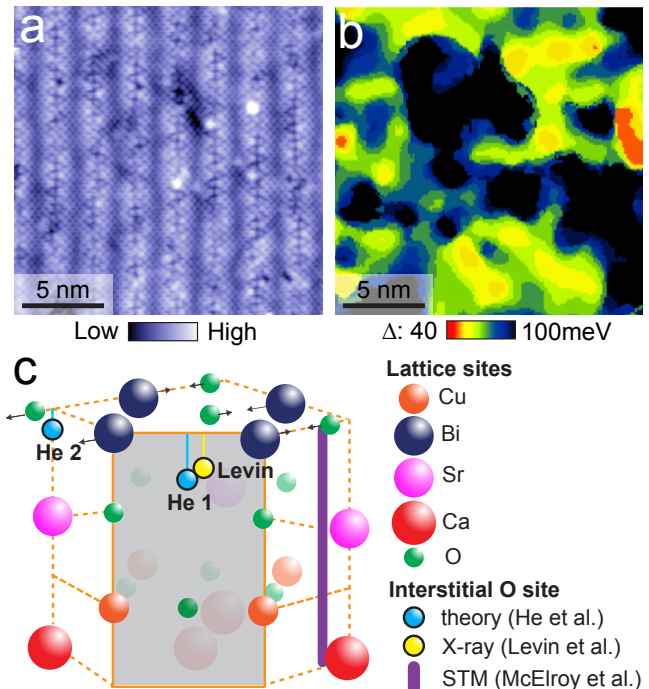 a
b
5 nm
5 nm
Low High
Δ: 40 100meV
c
Lattice sites
Cu
Bi
Sr
Ca
O
Interstitial O site
theory (He et al.)
X-ray (Levin et al.)
STM (McElroy et al.)
He 2
Levin
He 1